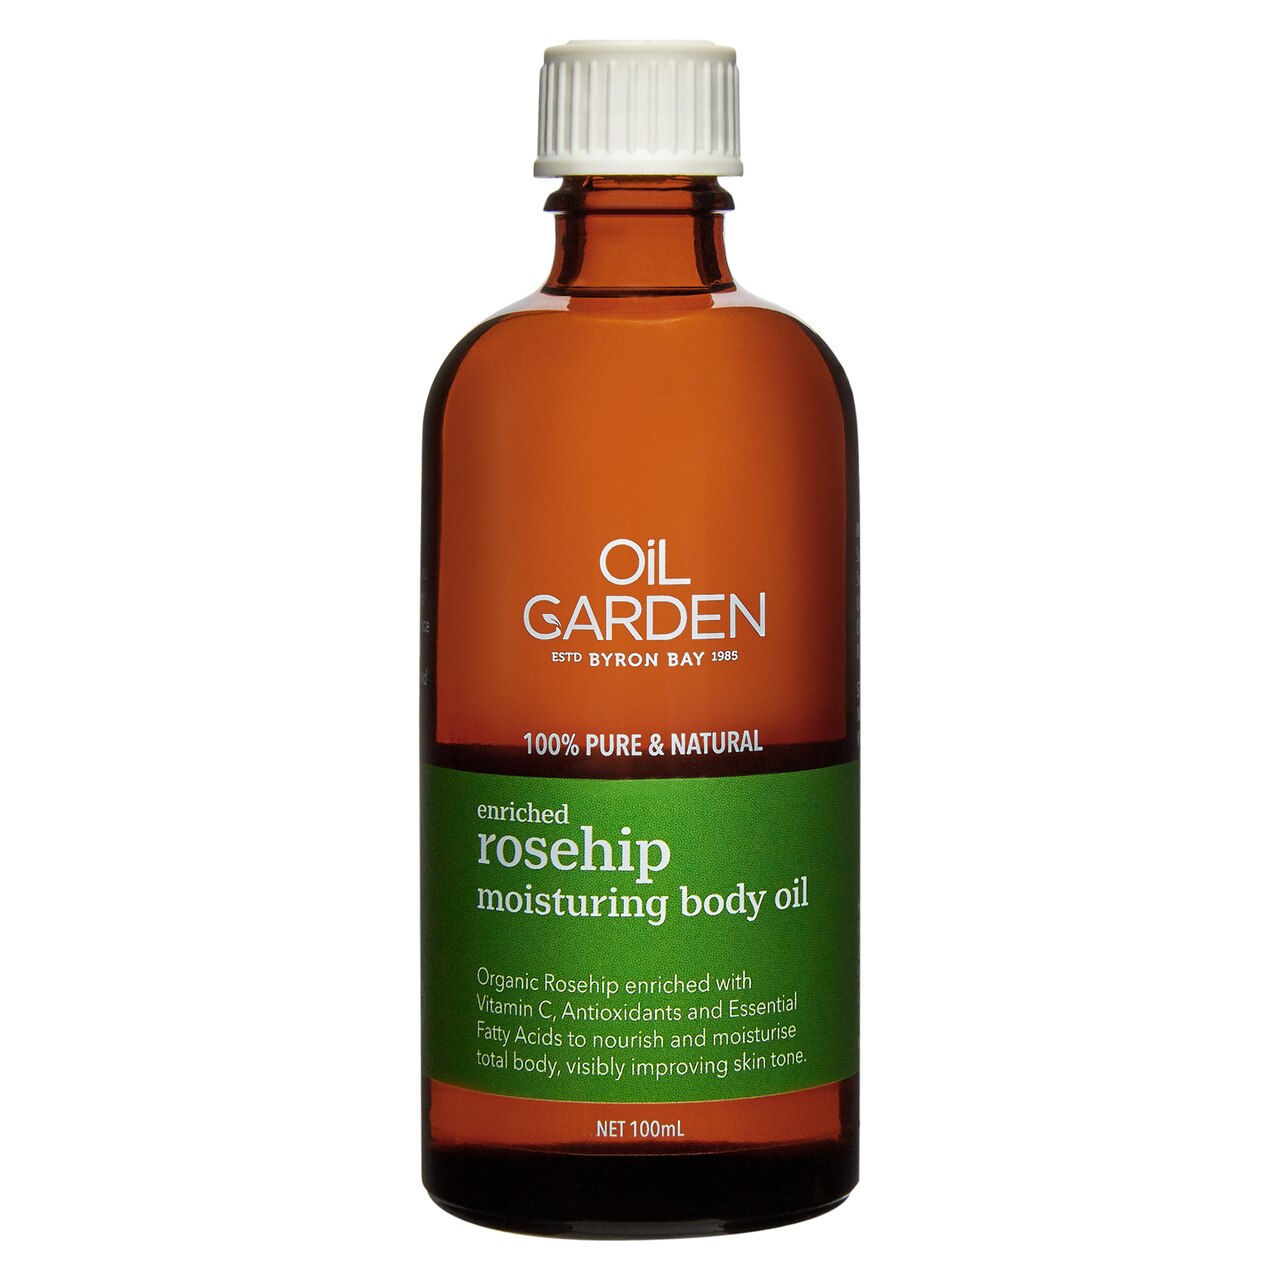 OiL
GARDEN
ESTD BYRON BAY 1985
100% PURE & NATURAL
enriched
rosehip
moisturing body oil
Organic Rosehip enriched with
Vitamin C, Antioxidants and Essential
Fatty Acids to nourish and moisturise
total body, visibly improving skin tone.
NET 100mL